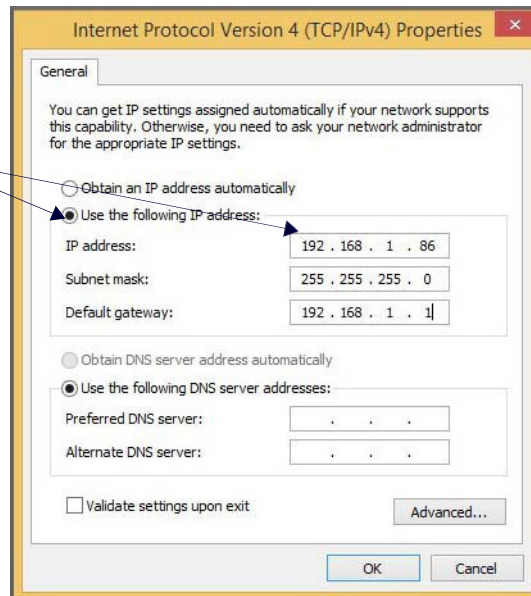 Internet Protocol Version 4 (TCP/IPv4) Properties
General
You can get IP settings assigned automatically if your network supports
this capability. Otherwise, you need to ask your network administrator
for the appropriate IP settings.
Obtain an IP address automatically
Use the following IP address:
IP address: 192 . 168 . 1 . 86
Subnet mask: 255 . 255 . 255 . 0
Default gateway: 192 . 168 . 1 . 1
Obtain DNS server address automatically
Use the following DNS server addresses:
Preferred DNS server: . . .
Alternate DNS server: . . .
Validate settings upon exit
Advanced...
OK Cancel